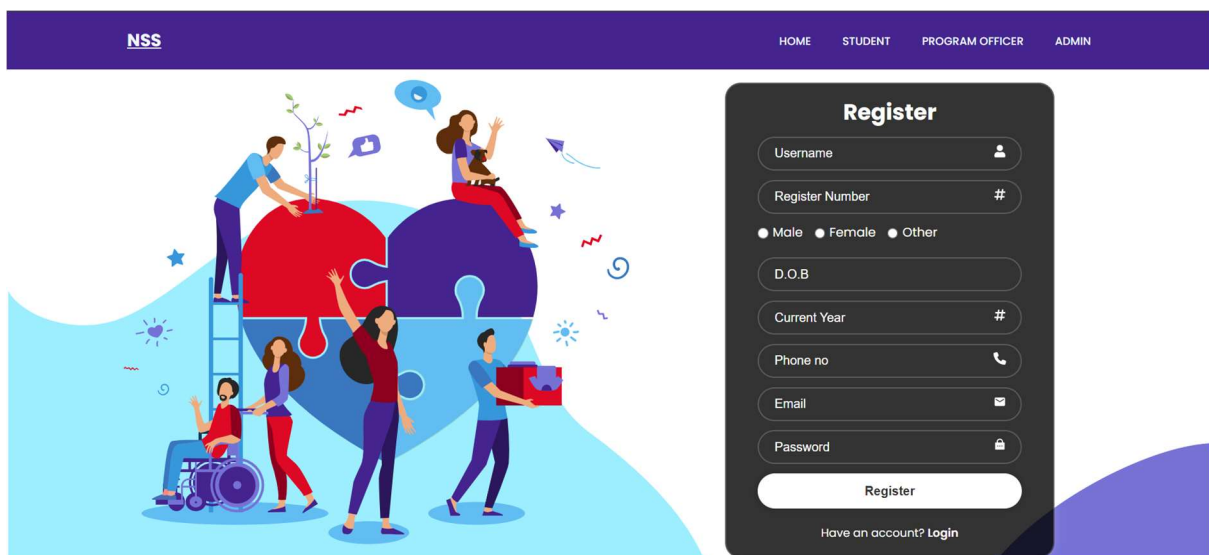 NSS
HOME STUDENT PROGRAM OFFICER ADMIN
Register
Username
Register Number #
Male Female Other
D.O.B
Current Year #
Phone no
Email
Password
Register
Have an account? Login